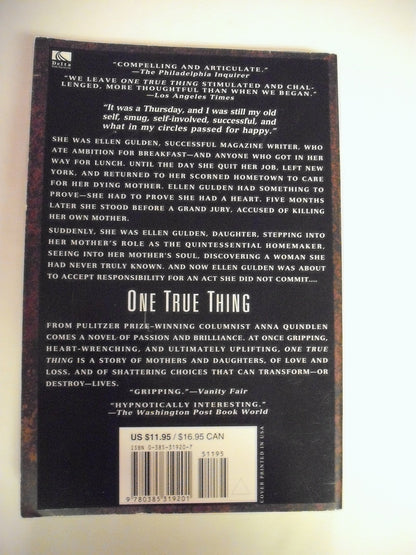 Delta
"COMPELLING AND ARTICULATE."
—The Philadelphia Inquirer
"WE LEAVE ONE TRUE THING STIMULATED AND CHAL-
LENGED, MORE THOUGHTFUL THAN WHEN WE BEGAN."
—Los Angeles Times
"It was a Thursday, and I was still my old
self, smug, self-involved, successful, and
what in my circles passed for happy."
SHE WAS ELLEN GULDEN, SUCCESSFUL MAGAZINE WRITER, WHO
ATE AMBITION FOR BREAKFAST—AND ANYONE WHO GOT IN HER
WAY FOR LUNCH. UNTIL THE DAY SHE QUIT HER JOB, LEFT NEW
YORK, AND RETURNED TO HER SCORNED HOMETOWN TO CARE
FOR HER DYING MOTHER. ELLEN GULDEN HAD SOMETHING TO
PROVE—SHE HAD TO PROVE SHE HAD A HEART. FIVE MONTHS
LATER SHE STOOD BEFORE A GRAND JURY, ACCUSED OF KILLING
HER OWN MOTHER.
SUDDENLY, SHE WAS ELLEN GULDEN, DAUGHTER, STEPPING INTO
HER MOTHER'S ROLE AS THE QUINTESSENTIAL HOMEMAKER,
SEEING INTO HER MOTHER'S SOUL, DISCOVERING A WOMAN SHE
HAD NEVER TRULY KNOWN. AND NOW ELLEN GULDEN WAS ABOUT
TO ACCEPT RESPONSIBILITY FOR AN ACT SHE DID NOT COMMIT....
ONE TRUE THING
FROM PULITZER PRIZE–WINNING COLUMNIST ANNA QUINDLEN
COMES A NOVEL OF PASSION AND BRILLIANCE. AT ONCE GRIPPING,
HEART-WRENCHING, AND ULTIMATELY UPLIFTING, ONE TRUE
THING IS A STORY OF MOTHERS AND DAUGHTERS, OF LOVE AND
LOSS, AND OF SHATTERING CHOICES THAT CAN TRANSFORM—OR
DESTROY—LIVES.
"GRIPPING."—Vanity Fair
"HYPNOTICALLY INTERESTING."
—The Washington Post Book World
US $11.95 / $16.95 CAN
ISBN 0-385-31920-7
51195
9 780385 319201
COVER PRINTED IN USA